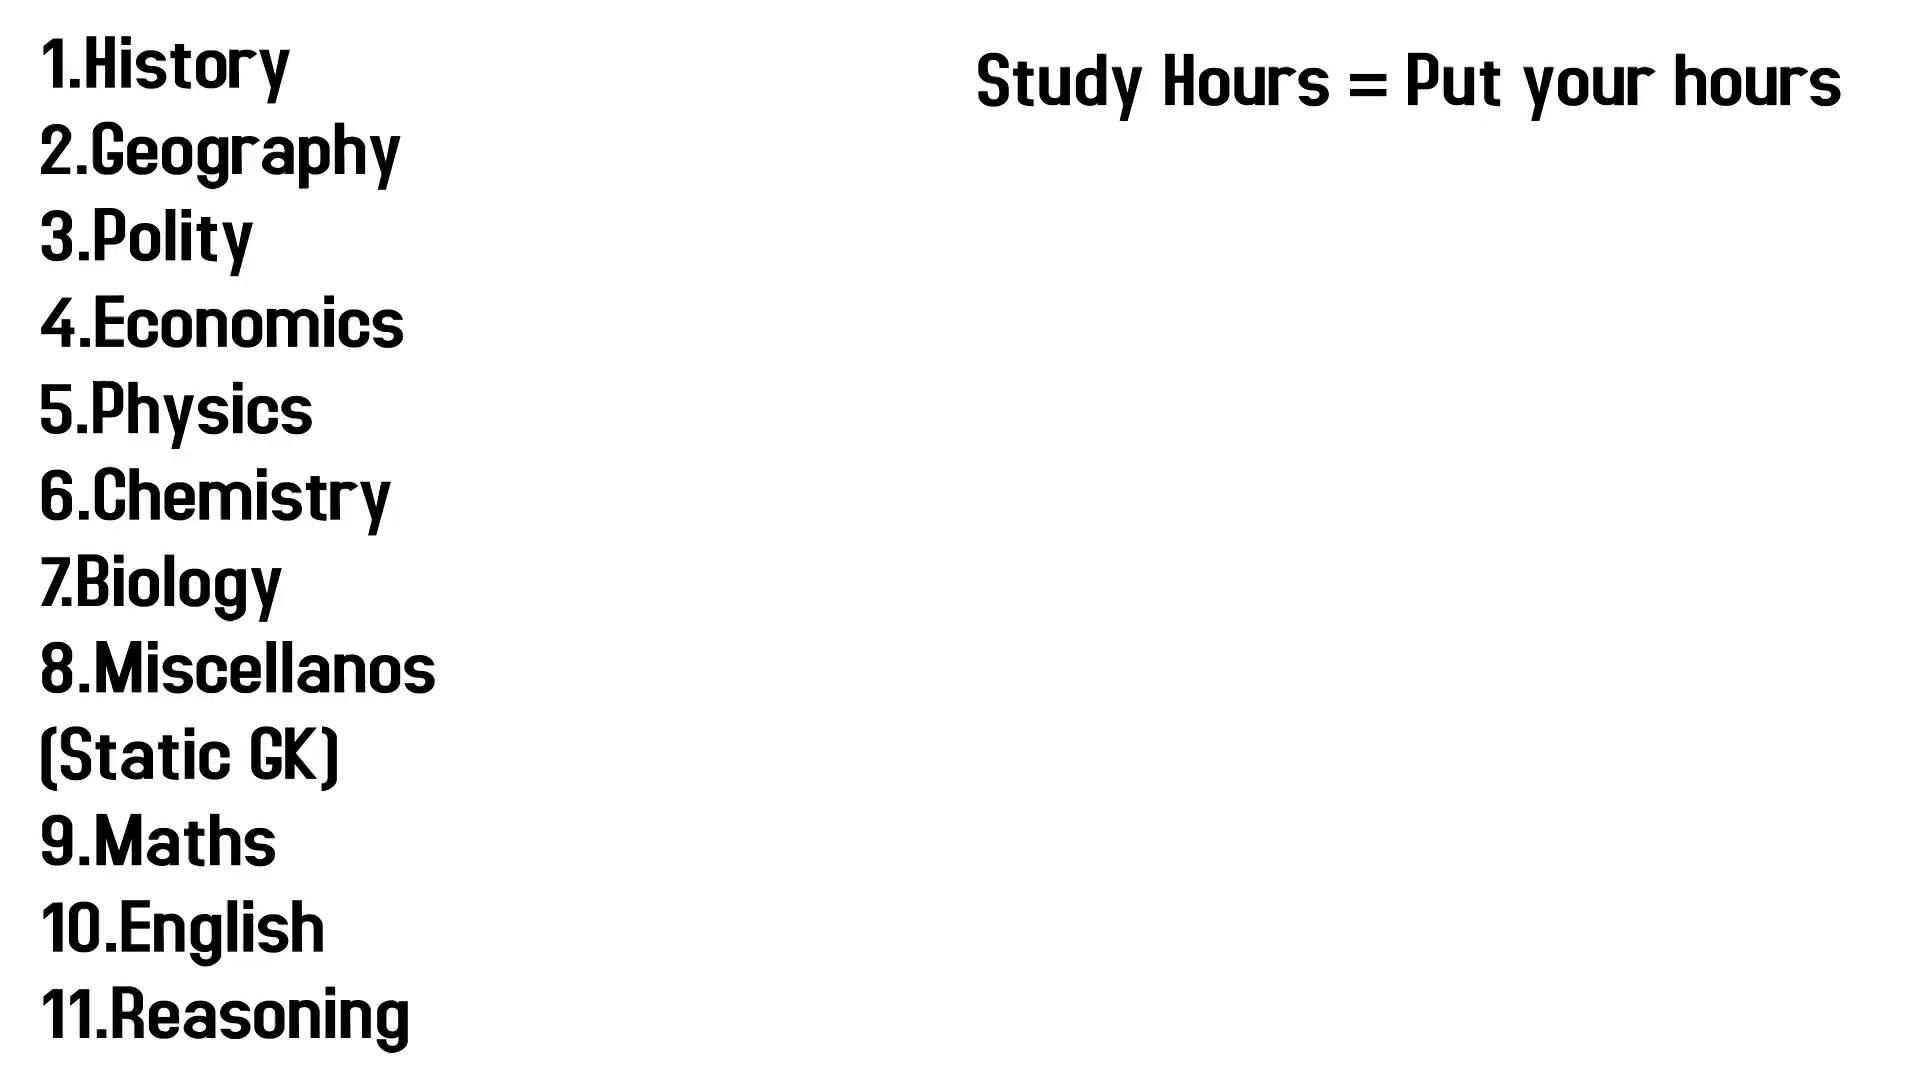 1.History
2.Geography
3.Polity
4.Economics
5.Physics
6.Chemistry
7.Biology
8.Miscellanos
(Static GK)
9.Maths
10.English
11.Reasoning
Study Hours = Put your hours